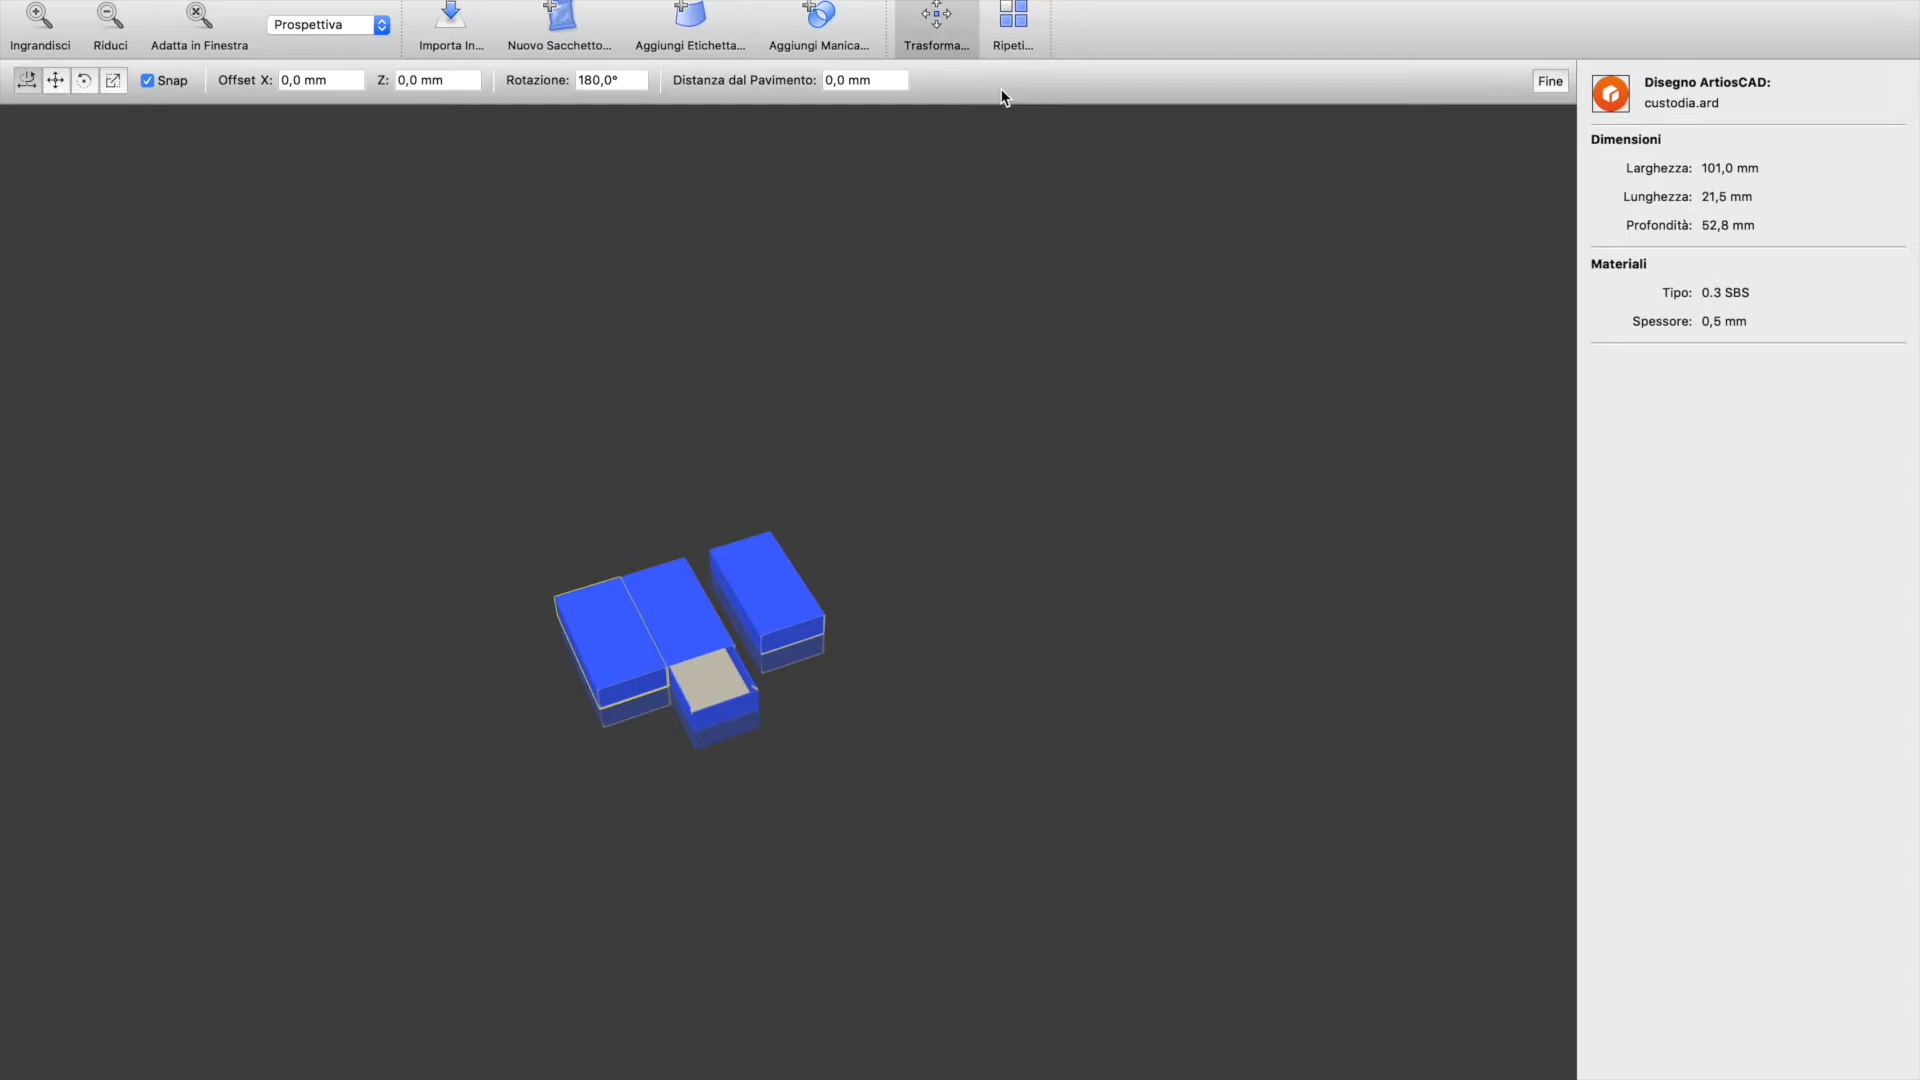 Prospettiva
Ingrandisci
Riduci
Adatta in Finestra
Importa In...
Nuovo Sacchetto...
Aggiungi Etichetta...
Aggiungi Manica...
Trasforma...
Ripeti...
Snap
Offset X: 0,0 mm
Z: 0,0 mm
Rotazione: 180,0°
Distanza dal Pavimento: 0,0 mm
Fine
Disegno ArtiosCAD:
custodia.ard
Dimensioni
Larghezza: 101,0 mm
Lunghezza: 21,5 mm
Profondità: 52,8 mm
Materiali
Tipo: 0.3 SBS
Spessore: 0,5 mm